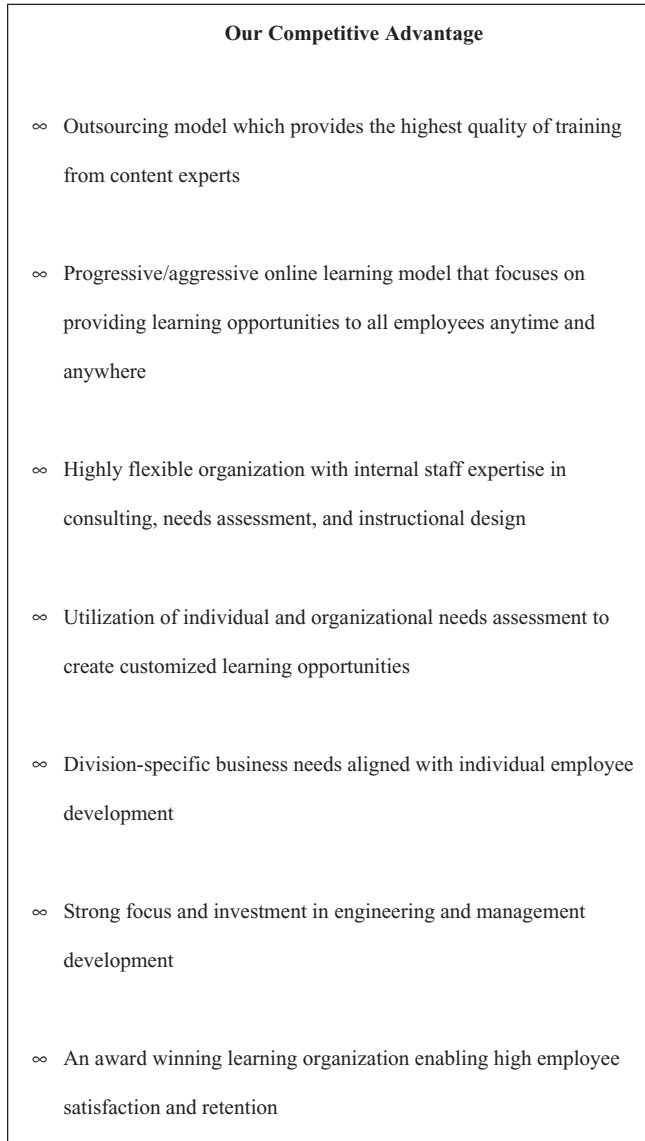 Our Competitive Advantage
∞ Outsourcing model which provides the highest quality of training
from content experts
∞ Progressive/aggressive online learning model that focuses on
providing learning opportunities to all employees anytime and
anywhere
∞ Highly flexible organization with internal staff expertise in
consulting, needs assessment, and instructional design
∞ Utilization of individual and organizational needs assessment to
create customized learning opportunities
∞ Division-specific business needs aligned with individual employee
development
∞ Strong focus and investment in engineering and management
development
∞ An award winning learning organization enabling high employee
satisfaction and retention